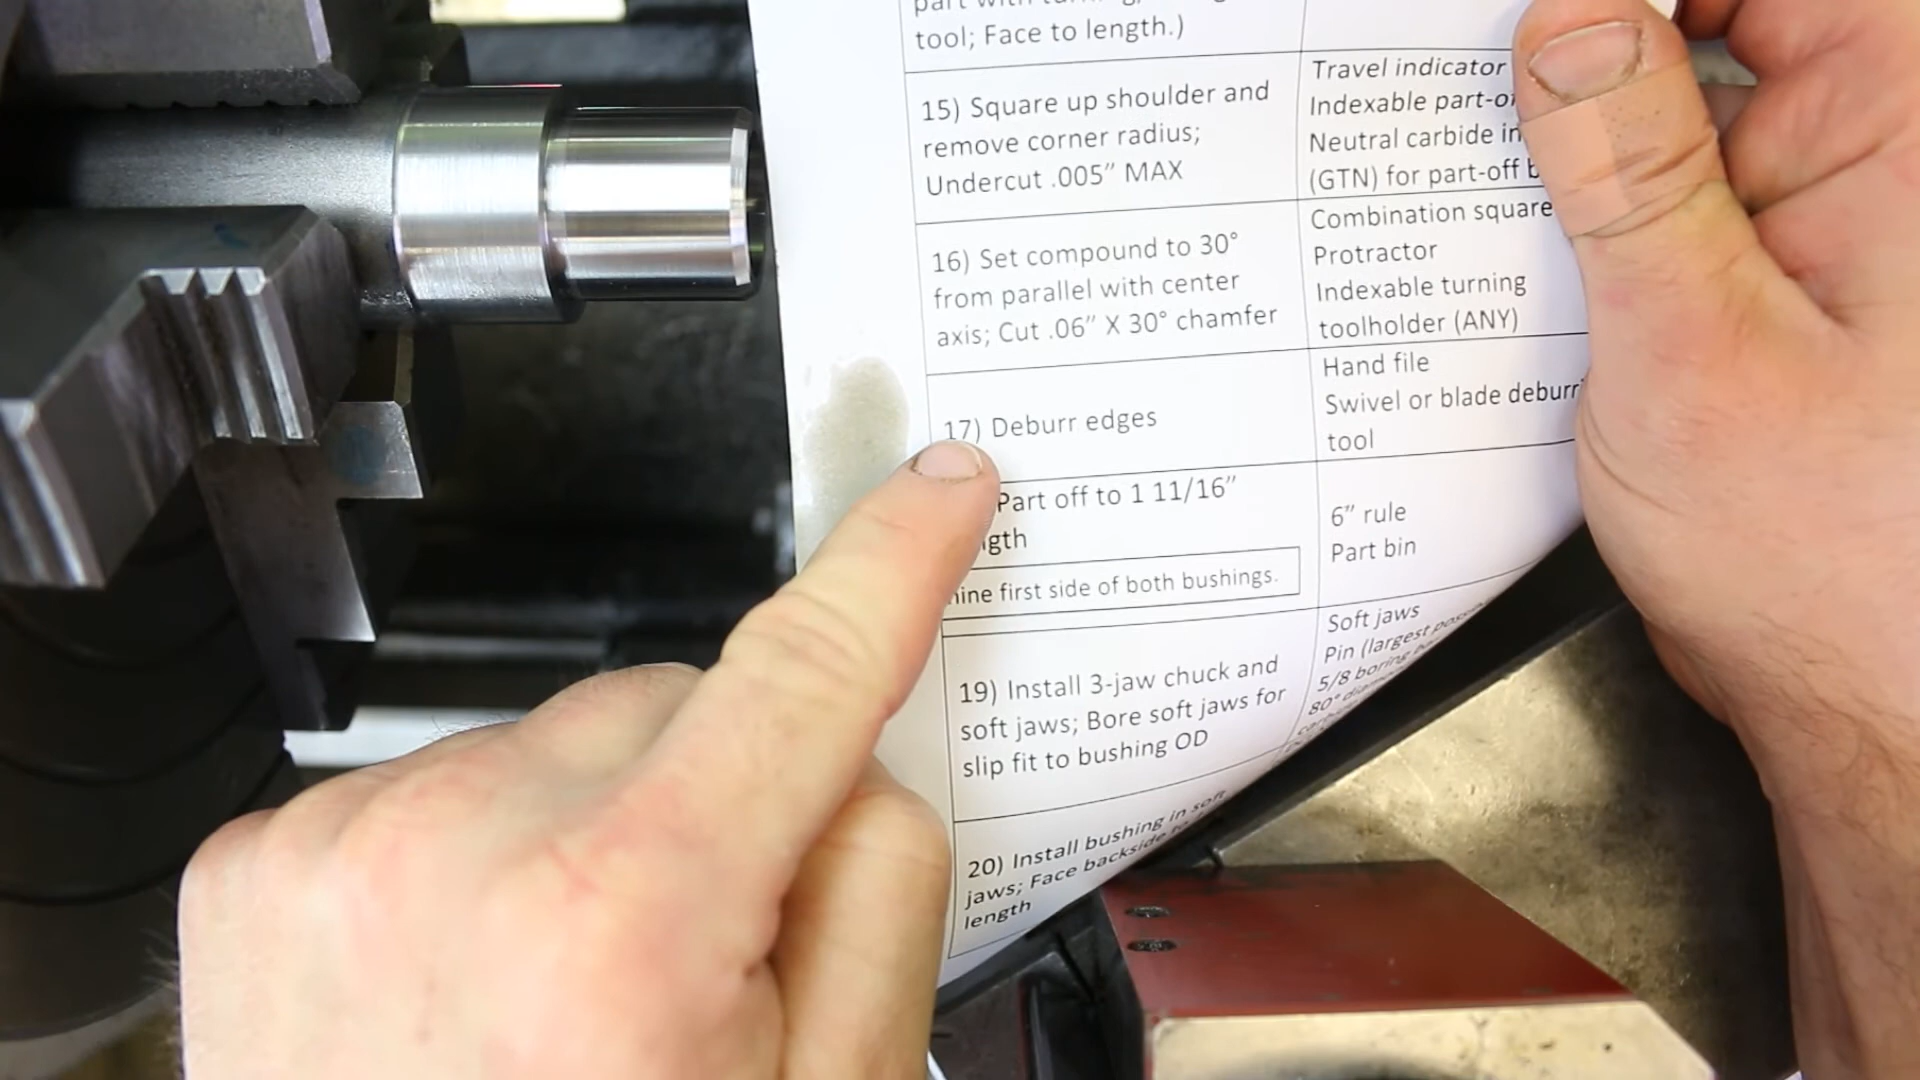 tool; Face to length.)
15) Square up shoulder and
remove corner radius;
Undercut .005” MAX
Travel indicator
Indexable
Neutral carbide
(GTN) for part-off
16) Set compound to 30°
from parallel with center
axis; Cut .06” X 30° chamfer
Combination square
Protractor
Indexable turning
toolholder (ANY)
17) Deburr edges
Hand file
Swivel or blade
tool
Part off to 1 11/16”
6” rule
Part bin
first side of both bushings.
19) Install 3-jaw chuck and
soft jaws; Bore soft jaws for
slip fit to bushing OD
Soft jaws
Pin (largest
5/8 boring
80°
20) Install bushing in soft
jaws; Face backside
length